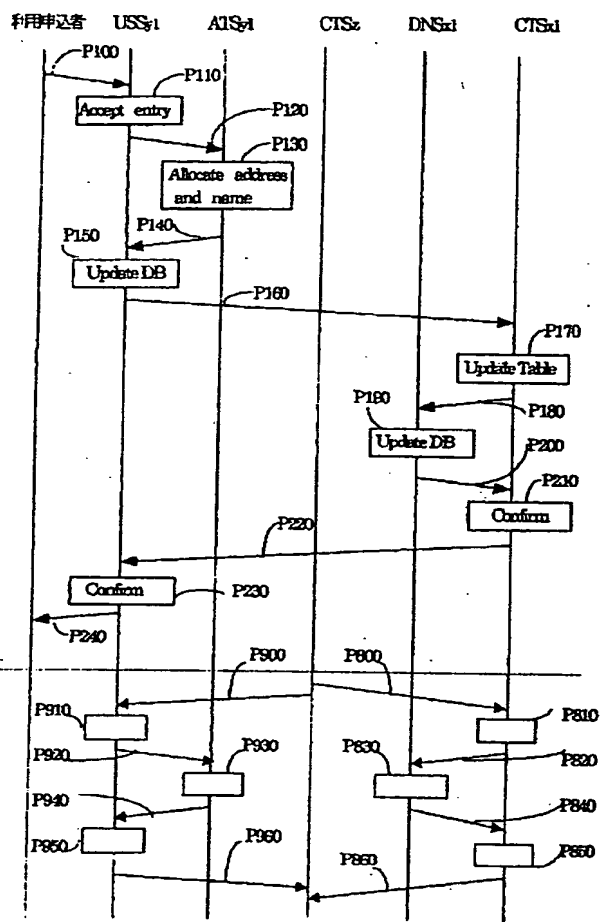 利用申込者 USSy1 ATSy1 CTSz DNSx1 CTSx1
P100
P110
Accept entry
P120
P130
Allocate address
and name
P140
P150
Update DB
P160
P170
Update Table
P180
P190
Update DB
P200
P210
Confirm
P220
Confirm
P230
P240
P900 P800
P910 P810
P920 P930 P830 P820
P940 P840
P950 P850
P960 P860